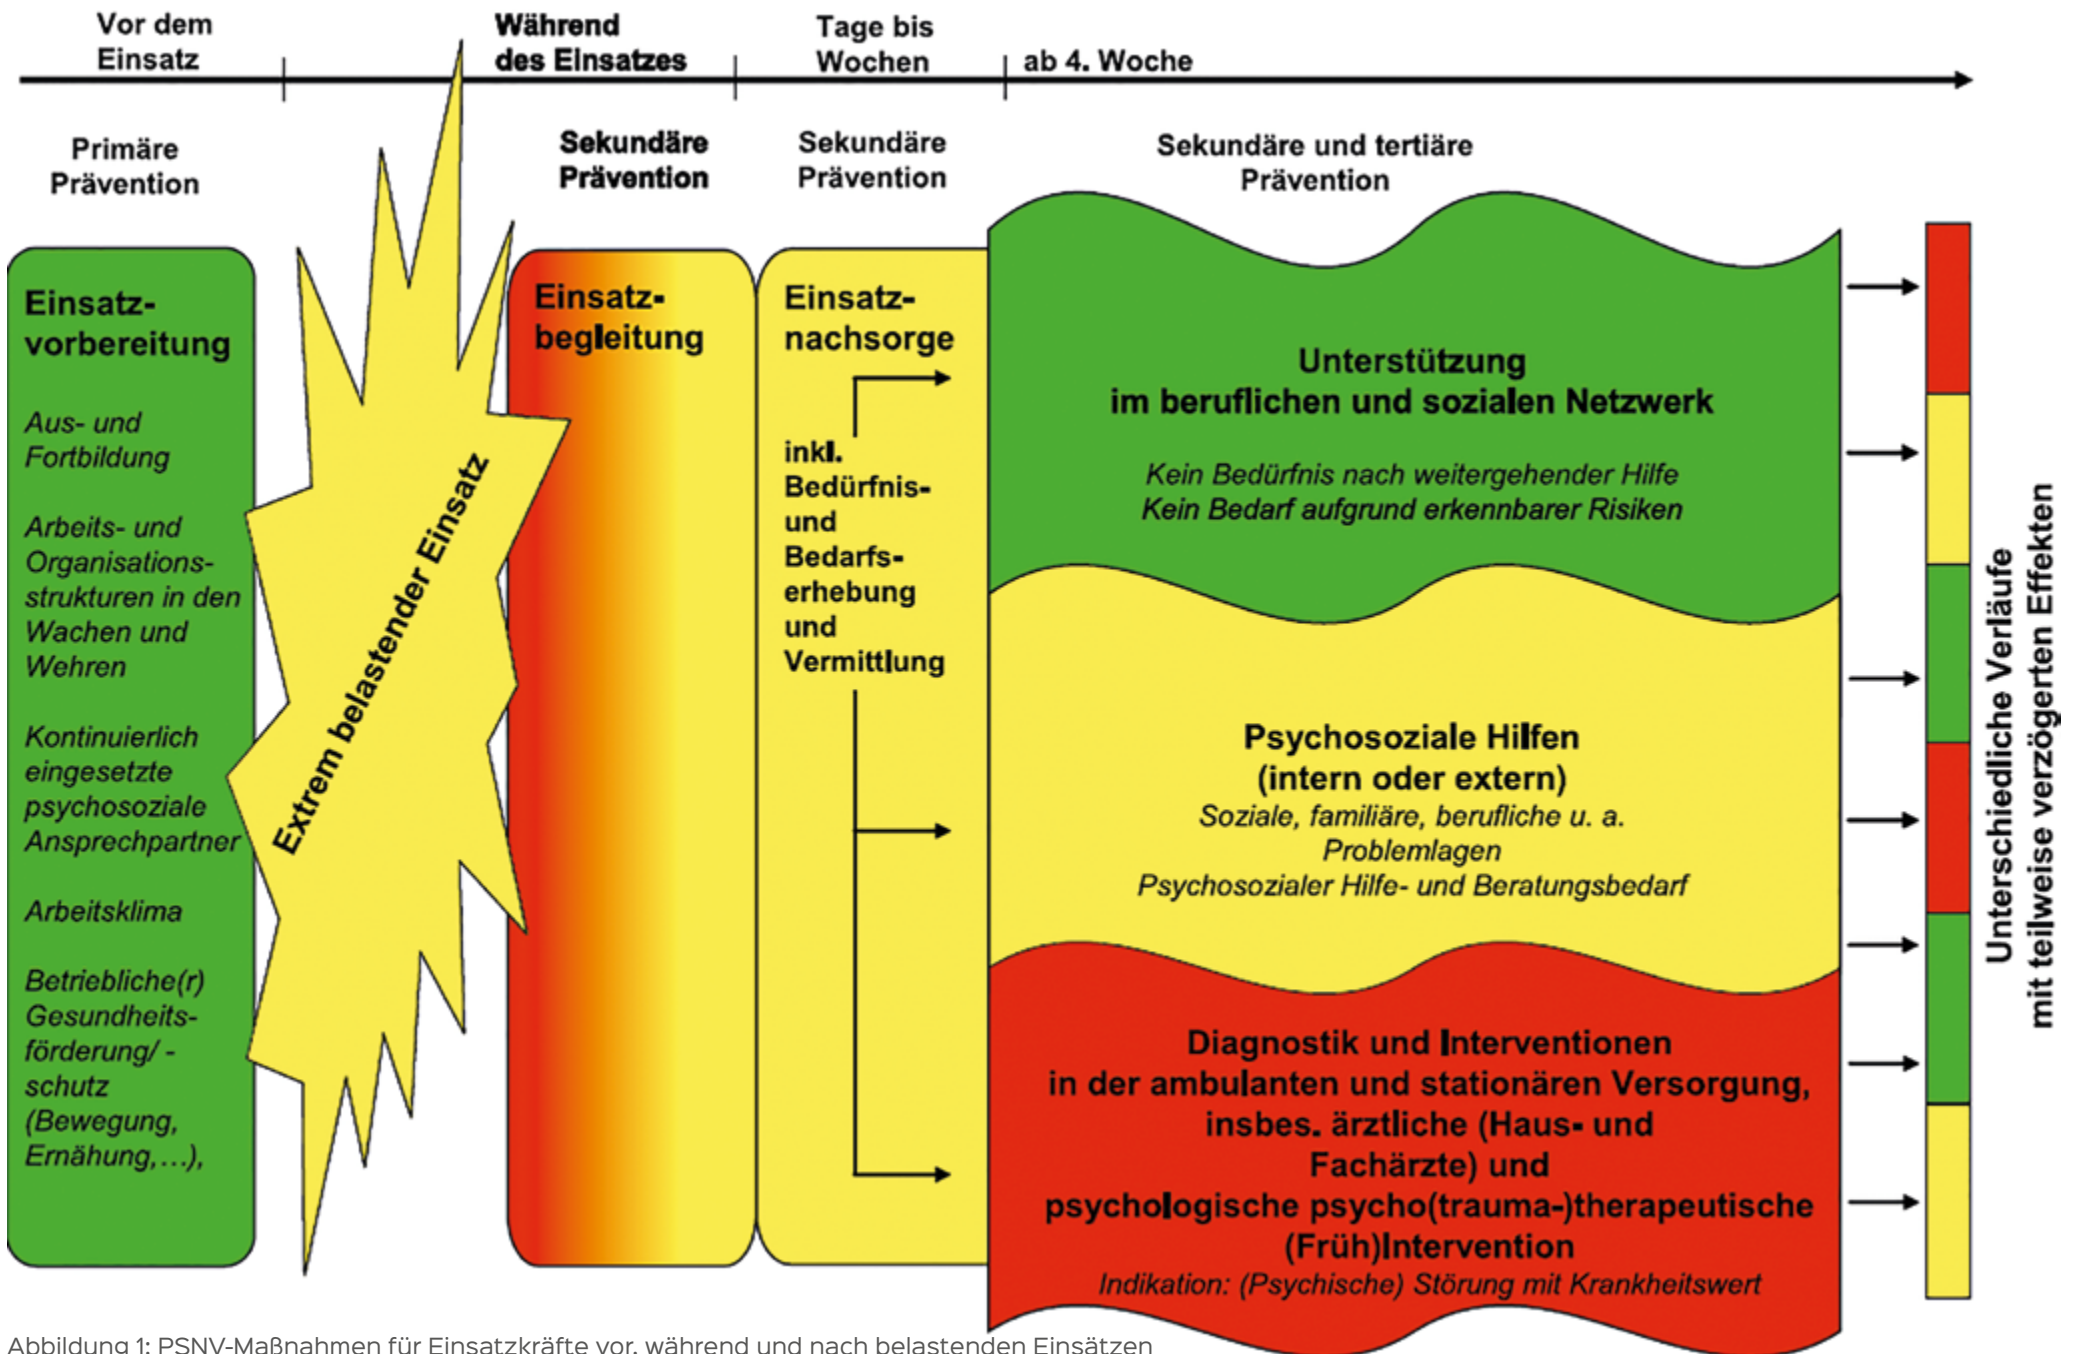 Vor dem
Einsatz
Während
des Einsatzes
Tage bis
Wochen
ab 4. Woche
Primäre
Prävention
Sekundäre
Prävention
Sekundäre
Prävention
Sekundäre und tertiäre
Prävention
Einsatz-
vorbereitung
Aus- und
Fortbildung
Arbeits- und
Organisations-
strukturen in den
Wachen und
Wehren
Kontinuierlich
eingesetzte
psychosoziale
Ansprechpartner
Arbeitsklima
Betriebliche(r)
Gesundheits-
förderung/ -
schutz
(Bewegung,
Ernährung,…),
Extrem belastender Einsatz
Einsatz-
begleitung
Einsatz-
nachsorge
inkl.
Bedürfnis-
und
Bedarfs-
erhebung
und
Vermittlung
Unterstützung
im beruflichen und sozialen Netzwerk
Kein Bedürfnis nach weitergehender Hilfe
Kein Bedarf aufgrund erkennbarer Risiken
Psychosoziale Hilfen
(intern oder extern)
Soziale, familiäre, berufliche u. a.
Problemlagen
Psychosozialer Hilfe- und Beratungsbedarf
Diagnostik und Interventionen
in der ambulanten und stationären Versorgung,
insbes. ärztliche (Haus- und
Fachärzte) und
psychologische psycho(trauma-)therapeutische
(Früh)Intervention
Indikation: (Psychische) Störung mit Krankheitswert
Unterschiedliche Verläufe
mit teilweise verzögerten Effekten
Abbildung 1: PSNV-Maßnahmen für Einsatzkräfte vor, während und nach belastenden Einsätzen